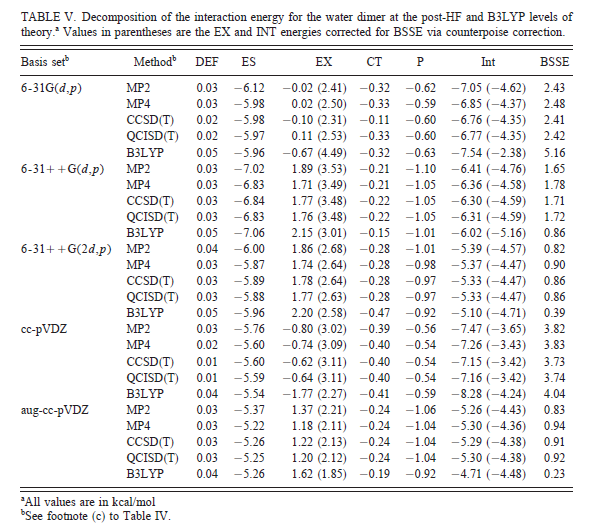 TABLE V. Decomposition of the interaction energy for the water dimer at the post-HF and B3LYP levels of
theory.ᵃ Values in parentheses are the EX and INT energies corrected for BSSE via counterpoise correction.
Basis setᵇ Methodᵇ DEF ES EX CT P Int BSSE
6-31G(d,p) MP2 0.03 −6.12 −0.02 (2.41) −0.32 −0.62 −7.05 (−4.62) 2.43
MP4 0.03 −5.98 0.02 (2.50) −0.33 −0.59 −6.85 (−4.37) 2.48
CCSD(T) 0.02 −5.98 −0.10 (2.31) −0.11 −0.60 −6.76 (−4.35) 2.41
QCISD(T) 0.02 −5.97 0.11 (2.53) −0.33 −0.60 −6.77 (−4.35) 2.42
B3LYP 0.05 −5.96 −0.67 (4.49) −0.32 −0.63 −7.54 (−2.38) 5.16
6-31++G(d,p) MP2 0.03 −7.02 1.89 (3.53) −0.21 −1.10 −6.41 (−4.76) 1.65
MP4 0.03 −6.83 1.71 (3.49) −0.21 −1.05 −6.36 (−4.58) 1.78
CCSD(T) 0.03 −6.84 1.77 (3.48) −0.22 −1.05 −6.30 (−4.59) 1.71
QCISD(T) 0.03 −6.83 1.76 (3.48) −0.22 −1.05 −6.31 (−4.59) 1.72
B3LYP 0.05 −7.06 2.15 (3.01) −0.15 −1.01 −6.02 (−5.16) 0.86
6-31++G(2d,p) MP2 0.04 −6.00 1.86 (2.68) −0.28 −1.01 −5.39 (−4.57) 0.82
MP4 0.03 −5.87 1.74 (2.64) −0.28 −0.98 −5.37 (−4.47) 0.90
CCSD(T) 0.03 −5.89 1.78 (2.64) −0.28 −0.97 −5.33 (−4.47) 0.86
QCISD(T) 0.03 −5.88 1.77 (2.63) −0.28 −0.97 −5.33 (−4.47) 0.86
B3LYP 0.05 −5.96 2.20 (2.58) −0.47 −0.92 −5.10 (−4.71) 0.39
cc-pVDZ MP2 0.03 −5.76 −0.80 (3.02) −0.39 −0.56 −7.47 (−3.65) 3.82
MP4 0.02 −5.60 −0.74 (3.09) −0.40 −0.54 −7.26 (−3.43) 3.83
CCSD(T) 0.01 −5.60 −0.62 (3.11) −0.40 −0.54 −7.15 (−3.42) 3.73
QCISD(T) 0.01 −5.59 −0.64 (3.11) −0.40 −0.54 −7.16 (−3.42) 3.74
B3LYP 0.04 −5.54 −1.77 (2.27) −0.41 −0.59 −8.28 (−4.24) 4.04
aug-cc-pVDZ MP2 0.03 −5.37 1.37 (2.21) −0.24 −1.06 −5.26 (−4.43) 0.83
MP4 0.03 −5.22 1.18 (2.11) −0.24 −1.04 −5.30 (−4.36) 0.94
CCSD(T) 0.03 −5.26 1.22 (2.13) −0.24 −1.04 −5.29 (−4.38) 0.91
QCISD(T) 0.03 −5.25 1.20 (2.12) −0.24 −1.04 −5.30 (−4.38) 0.92
B3LYP 0.04 −5.26 1.62 (1.85) −0.19 −0.92 −4.71 (−4.48) 0.23
ᵃAll values are in kcal/mol
ᵇSee footnote (c) to Table IV.